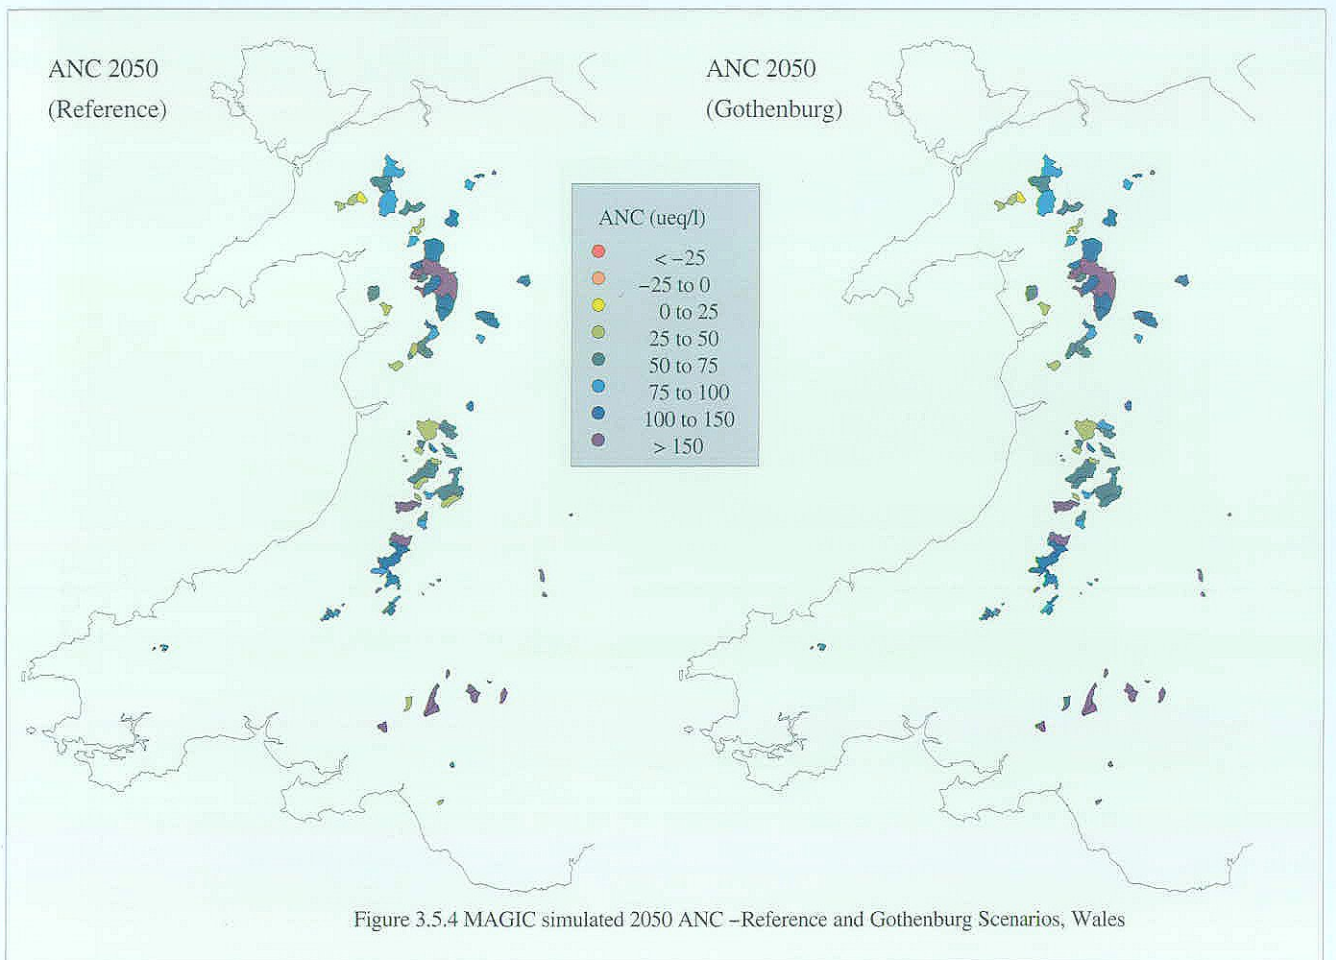 ANC 2050
(Reference)
ANC 2050
(Gothenburg)
ANC (ueq/l)
< −25
−25 to 0
0 to 25
25 to 50
50 to 75
75 to 100
100 to 150
> 150
Figure 3.5.4 MAGIC simulated 2050 ANC −Reference and Gothenburg Scenarios, Wales